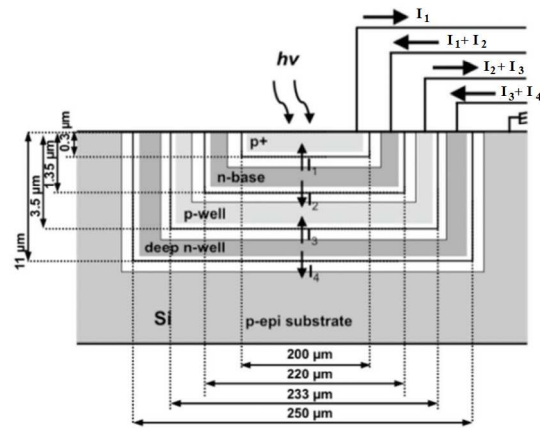 I1
I1+ I2
hv
I2+ I3
I3+ I4
E
p+
I1
n-base
I2
p-well
I3
deep n-well
I4
Si
p-epi substrate
0.3 µm
1.35 µm
3.5 µm
11 µm
200 µm
220 µm
233 µm
250 µm